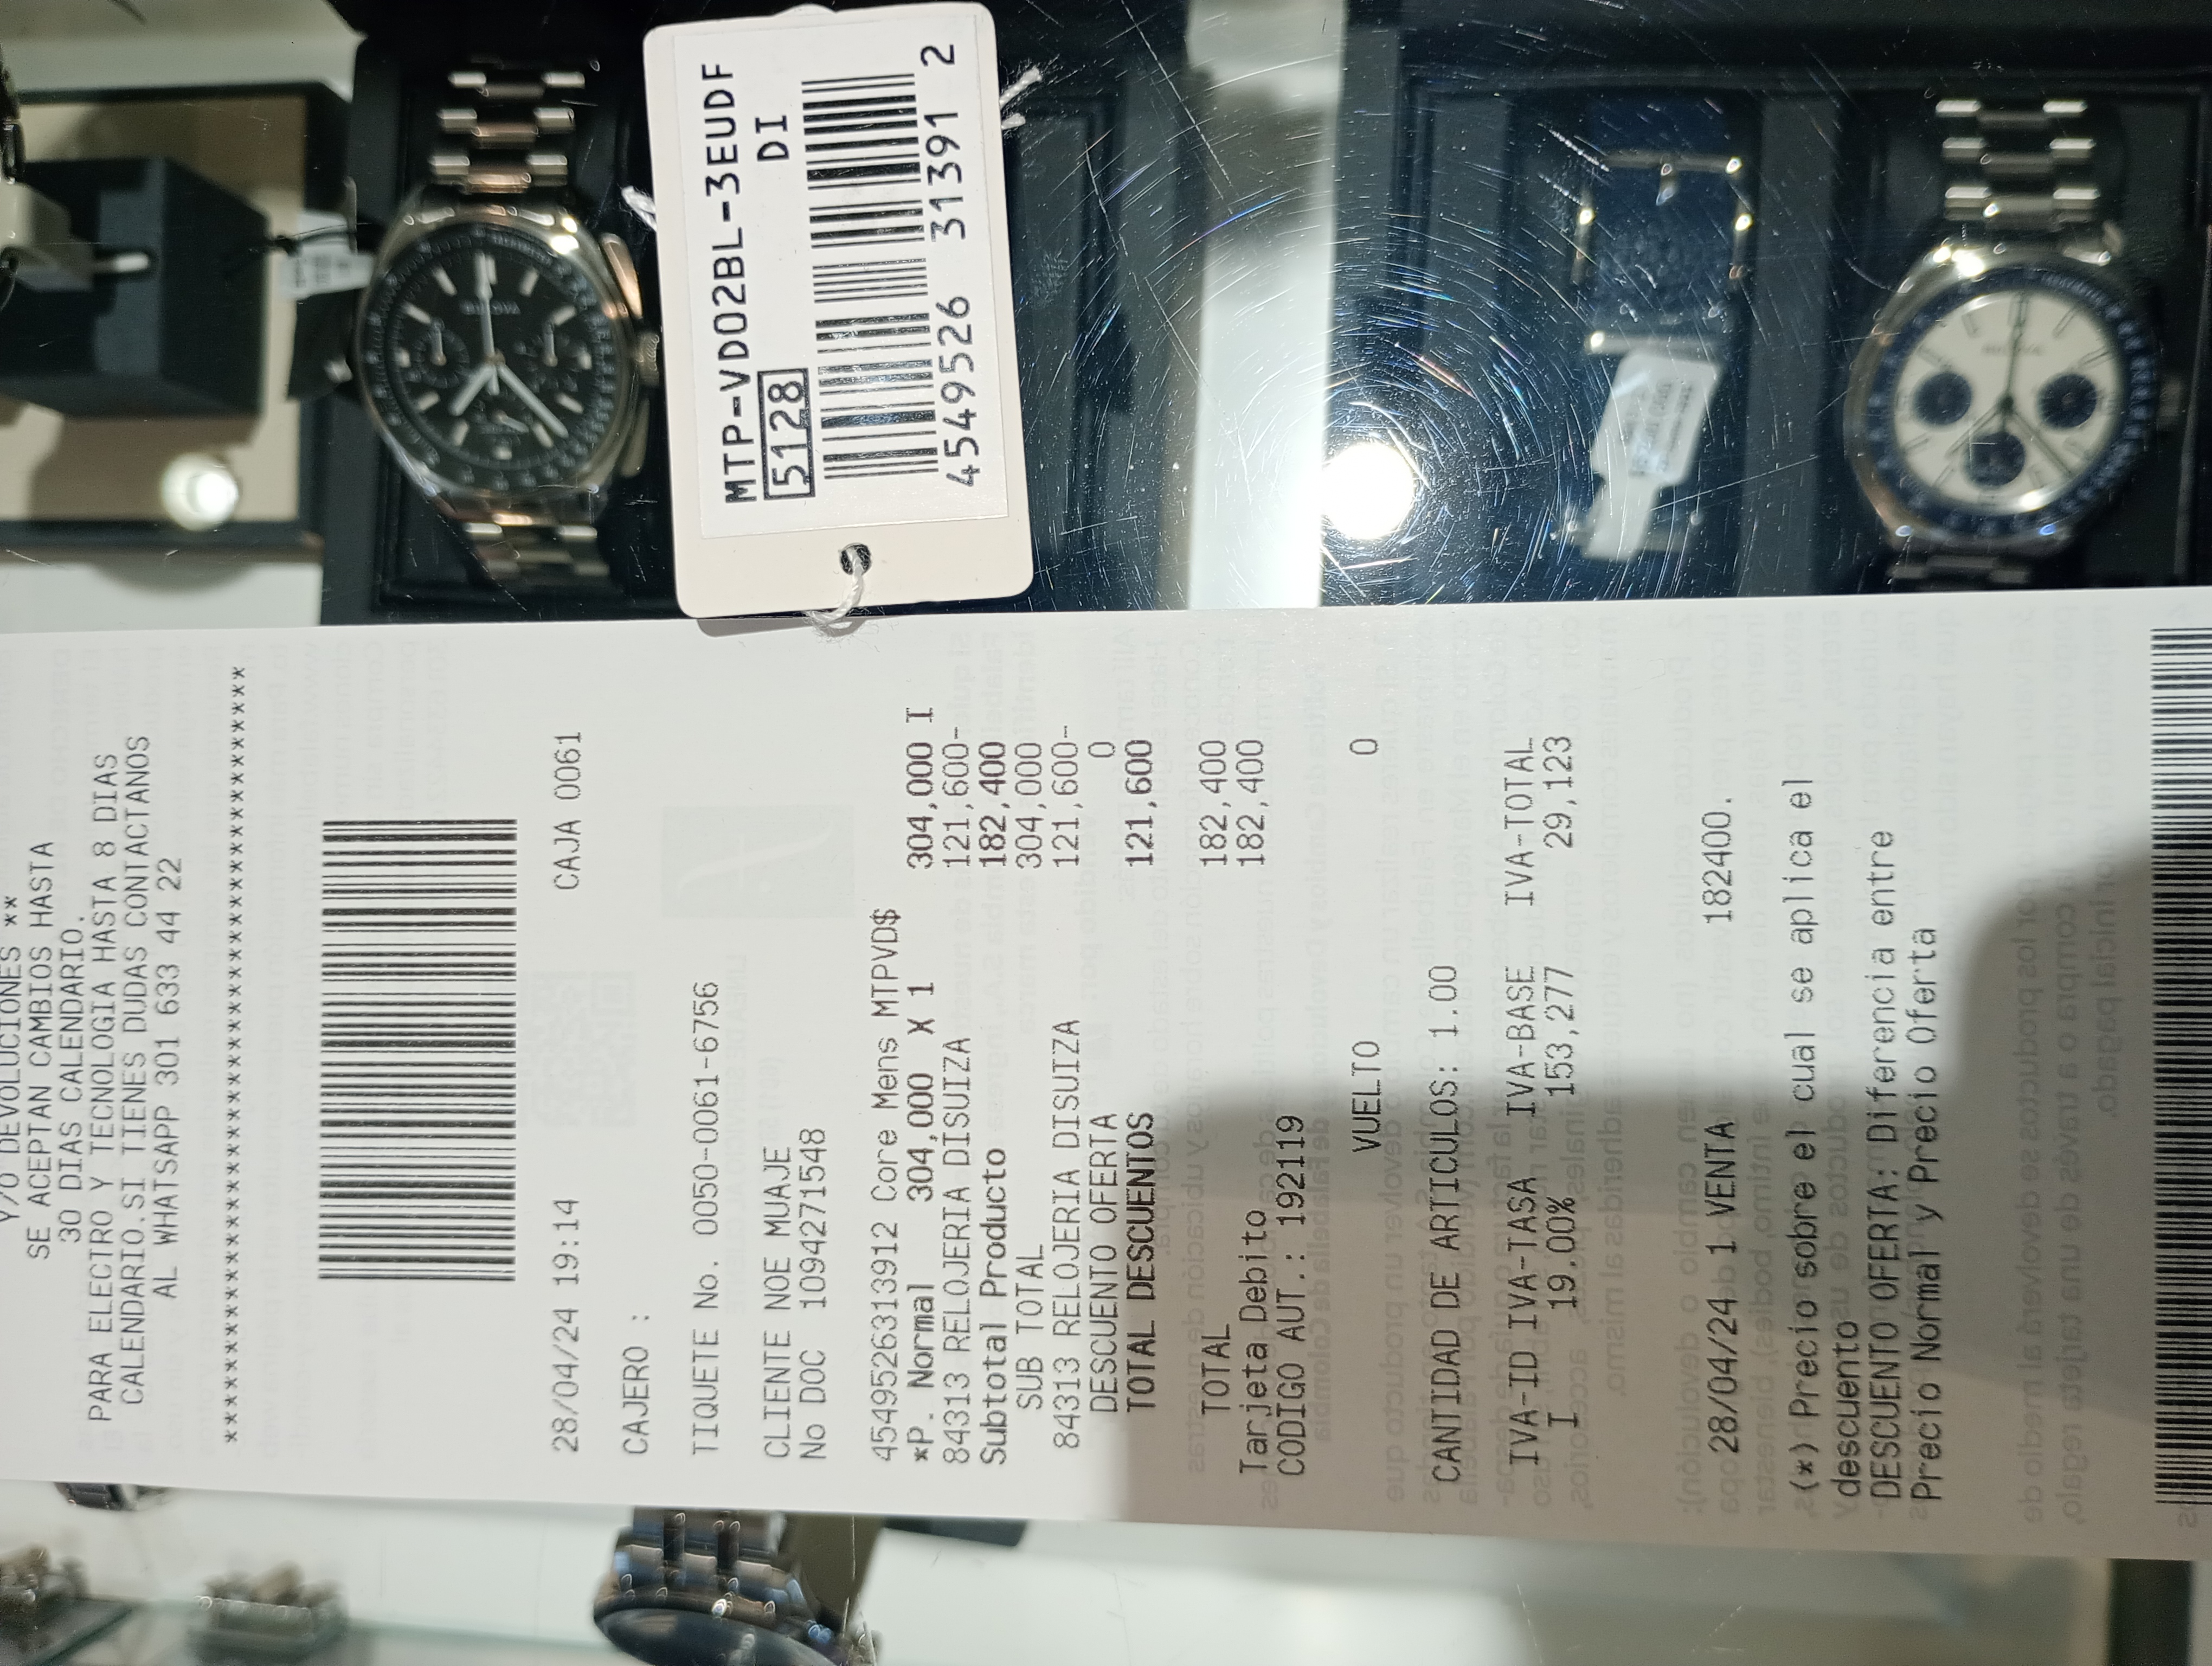 MTP-VD02BL-3EUDF
5128 DI
4549526 31391 2
Y/O DEVOLUCIONES **
SE ACEPTAN CAMBIOS HASTA
30 DIAS CALENDARIO.
PARA ELECTRO Y TECNOLOGIA HASTA 8 DIAS
CALENDARIO.SI TIENES DUDAS CONTACTANOS
AL WHATSAPP 301 633 44 22
****************************************
28/04/24 19:14 CAJA 0061
CAJERO :
TIQUETE No. 0050-0061-6756
CLIENTE NOE MUAJE
No DOC 1094271548
4549526313912 Core Mens MTPVD$
*P. Normal 304,000 X 1 304,000 I
84313 RELOJERIA DISUIZA 121,600-
Subtotal Producto 182,400
SUB TOTAL 304,000
84313 RELOJERIA DISUIZA 121,600-
DESCUENTO OFERTA 0
TOTAL DESCUENTOS 121,600
TOTAL 182,400
Tarjeta Debito 182,400
CODIGO AUT.: 192119
VUELTO 0
CANTIDAD DE ARTICULOS: 1.00
IVA-ID IVA-TASA IVA-BASE IVA-TOTAL
I 19.00% 153,277 29,123
28/04/24 1 VENTA 182400.
(*) Precio sobre el cual se aplica el
descuento
DESCUENTO OFERTA: Diferencia entre
Precio Normal y Precio Oferta